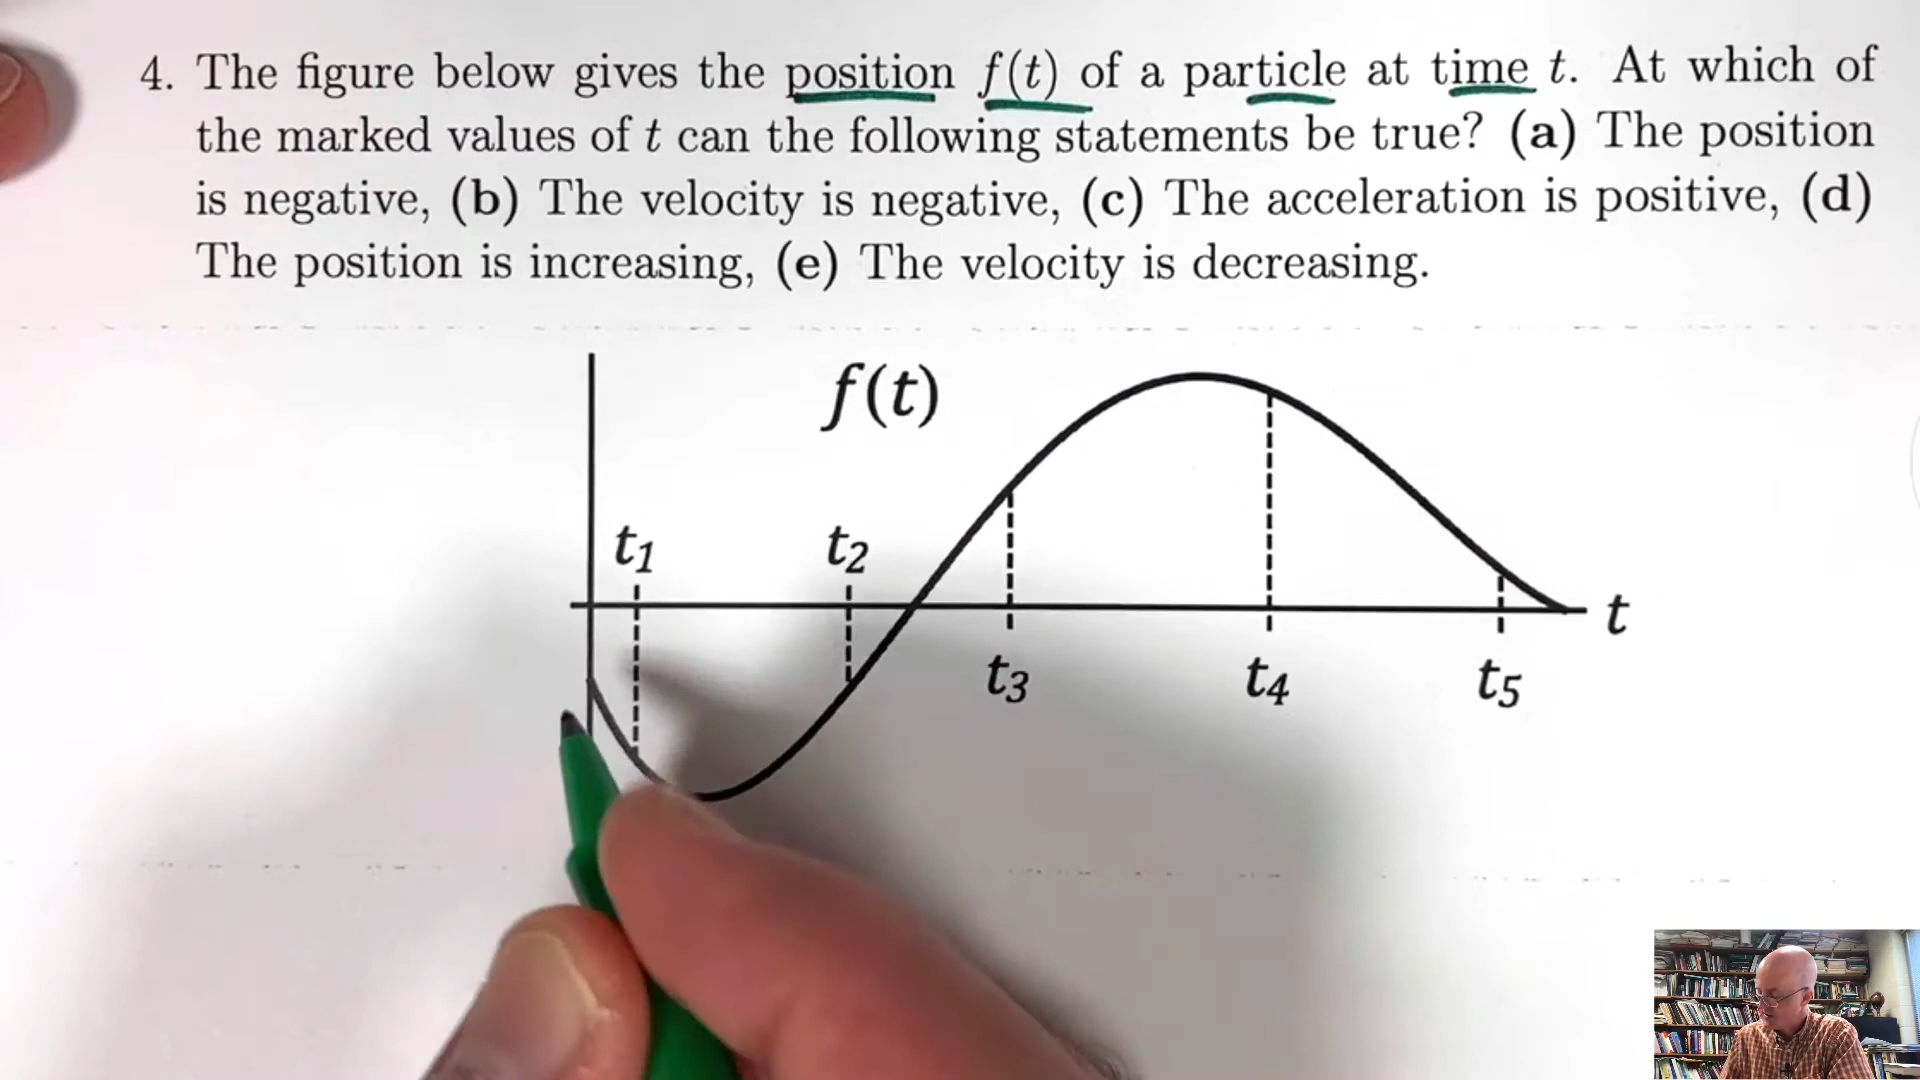 4. The figure below gives the position f(t) of a particle at time t. At which of
the marked values of t can the following statements be true? (a) The position
is negative, (b) The velocity is negative, (c) The acceleration is positive, (d)
The position is increasing, (e) The velocity is decreasing.
f(t)
t1 t2
t
t3 t4 t5